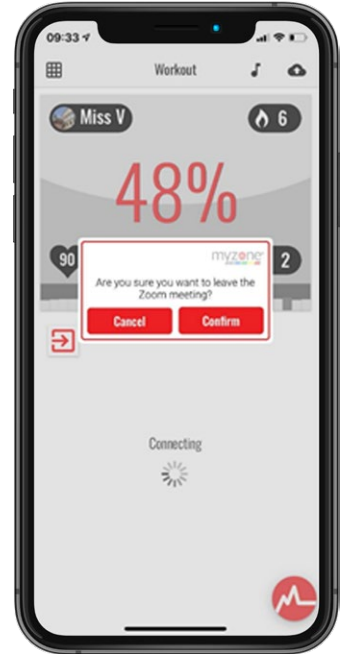 09:33
Workout
Miss V
6
48%
90
2
myzone
Are you sure you want to leave the
Zoom meeting?
Cancel
Confirm
Connecting